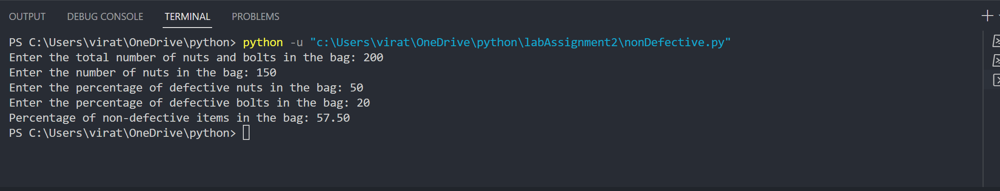 OUTPUT DEBUG CONSOLE TERMINAL PROBLEMS
PS C:\Users\virat\OneDrive\python> python -u "c:\Users\virat\OneDrive\python\labAssignment2\nonDefective.py"
Enter the total number of nuts and bolts in the bag: 200
Enter the number of nuts in the bag: 150
Enter the percentage of defective nuts in the bag: 50
Enter the percentage of defective bolts in the bag: 20
Percentage of non-defective items in the bag: 57.50
PS C:\Users\virat\OneDrive\python>